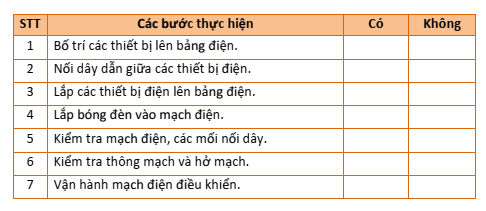 STT Các bước thực hiện Có Không
1 Bố trí các thiết bị lên bảng điện.
2 Nối dây dẫn giữa các thiết bị điện.
3 Lắp các thiết bị điện lên bảng điện.
4 Lắp bóng đèn vào mạch điện.
5 Kiểm tra mạch điện, các mối nối dây.
6 Kiểm tra thông mạch và hở mạch.
7 Vận hành mạch điện điều khiển.